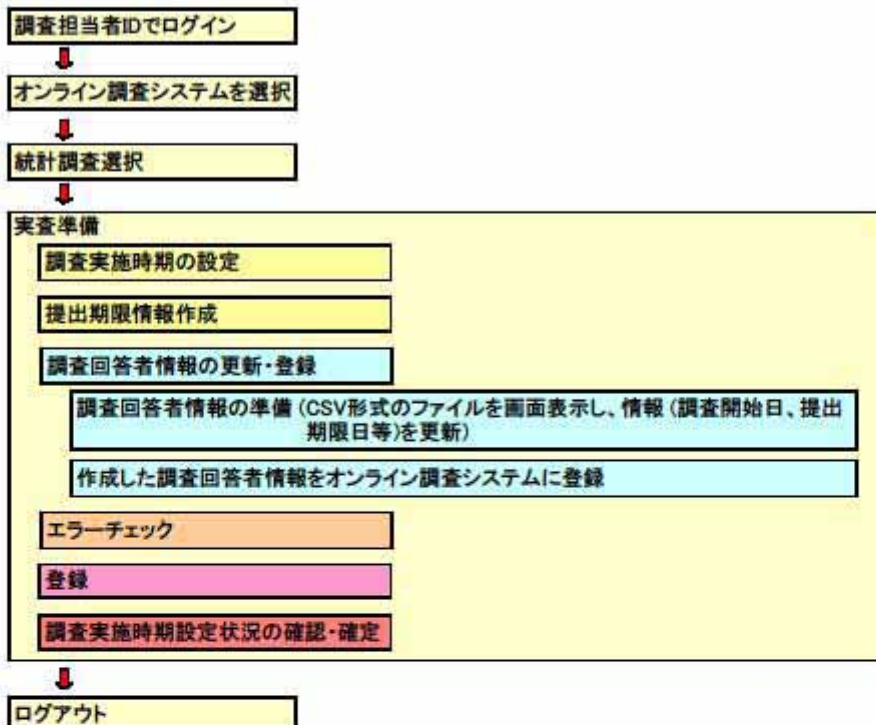 調査担当者IDでログイン
オンライン調査システムを選択
統計調査選択
実査準備
調査実施時期の設定
提出期限情報作成
調査回答者情報の更新・登録
調査回答者情報の準備(CSV形式のファイルを画面表示し、情報(調査開始日、提出
期限日等)を更新)
作成した調査回答者情報をオンライン調査システムに登録
エラーチェック
登録
調査実施時期設定状況の確認・確定
ログアウト